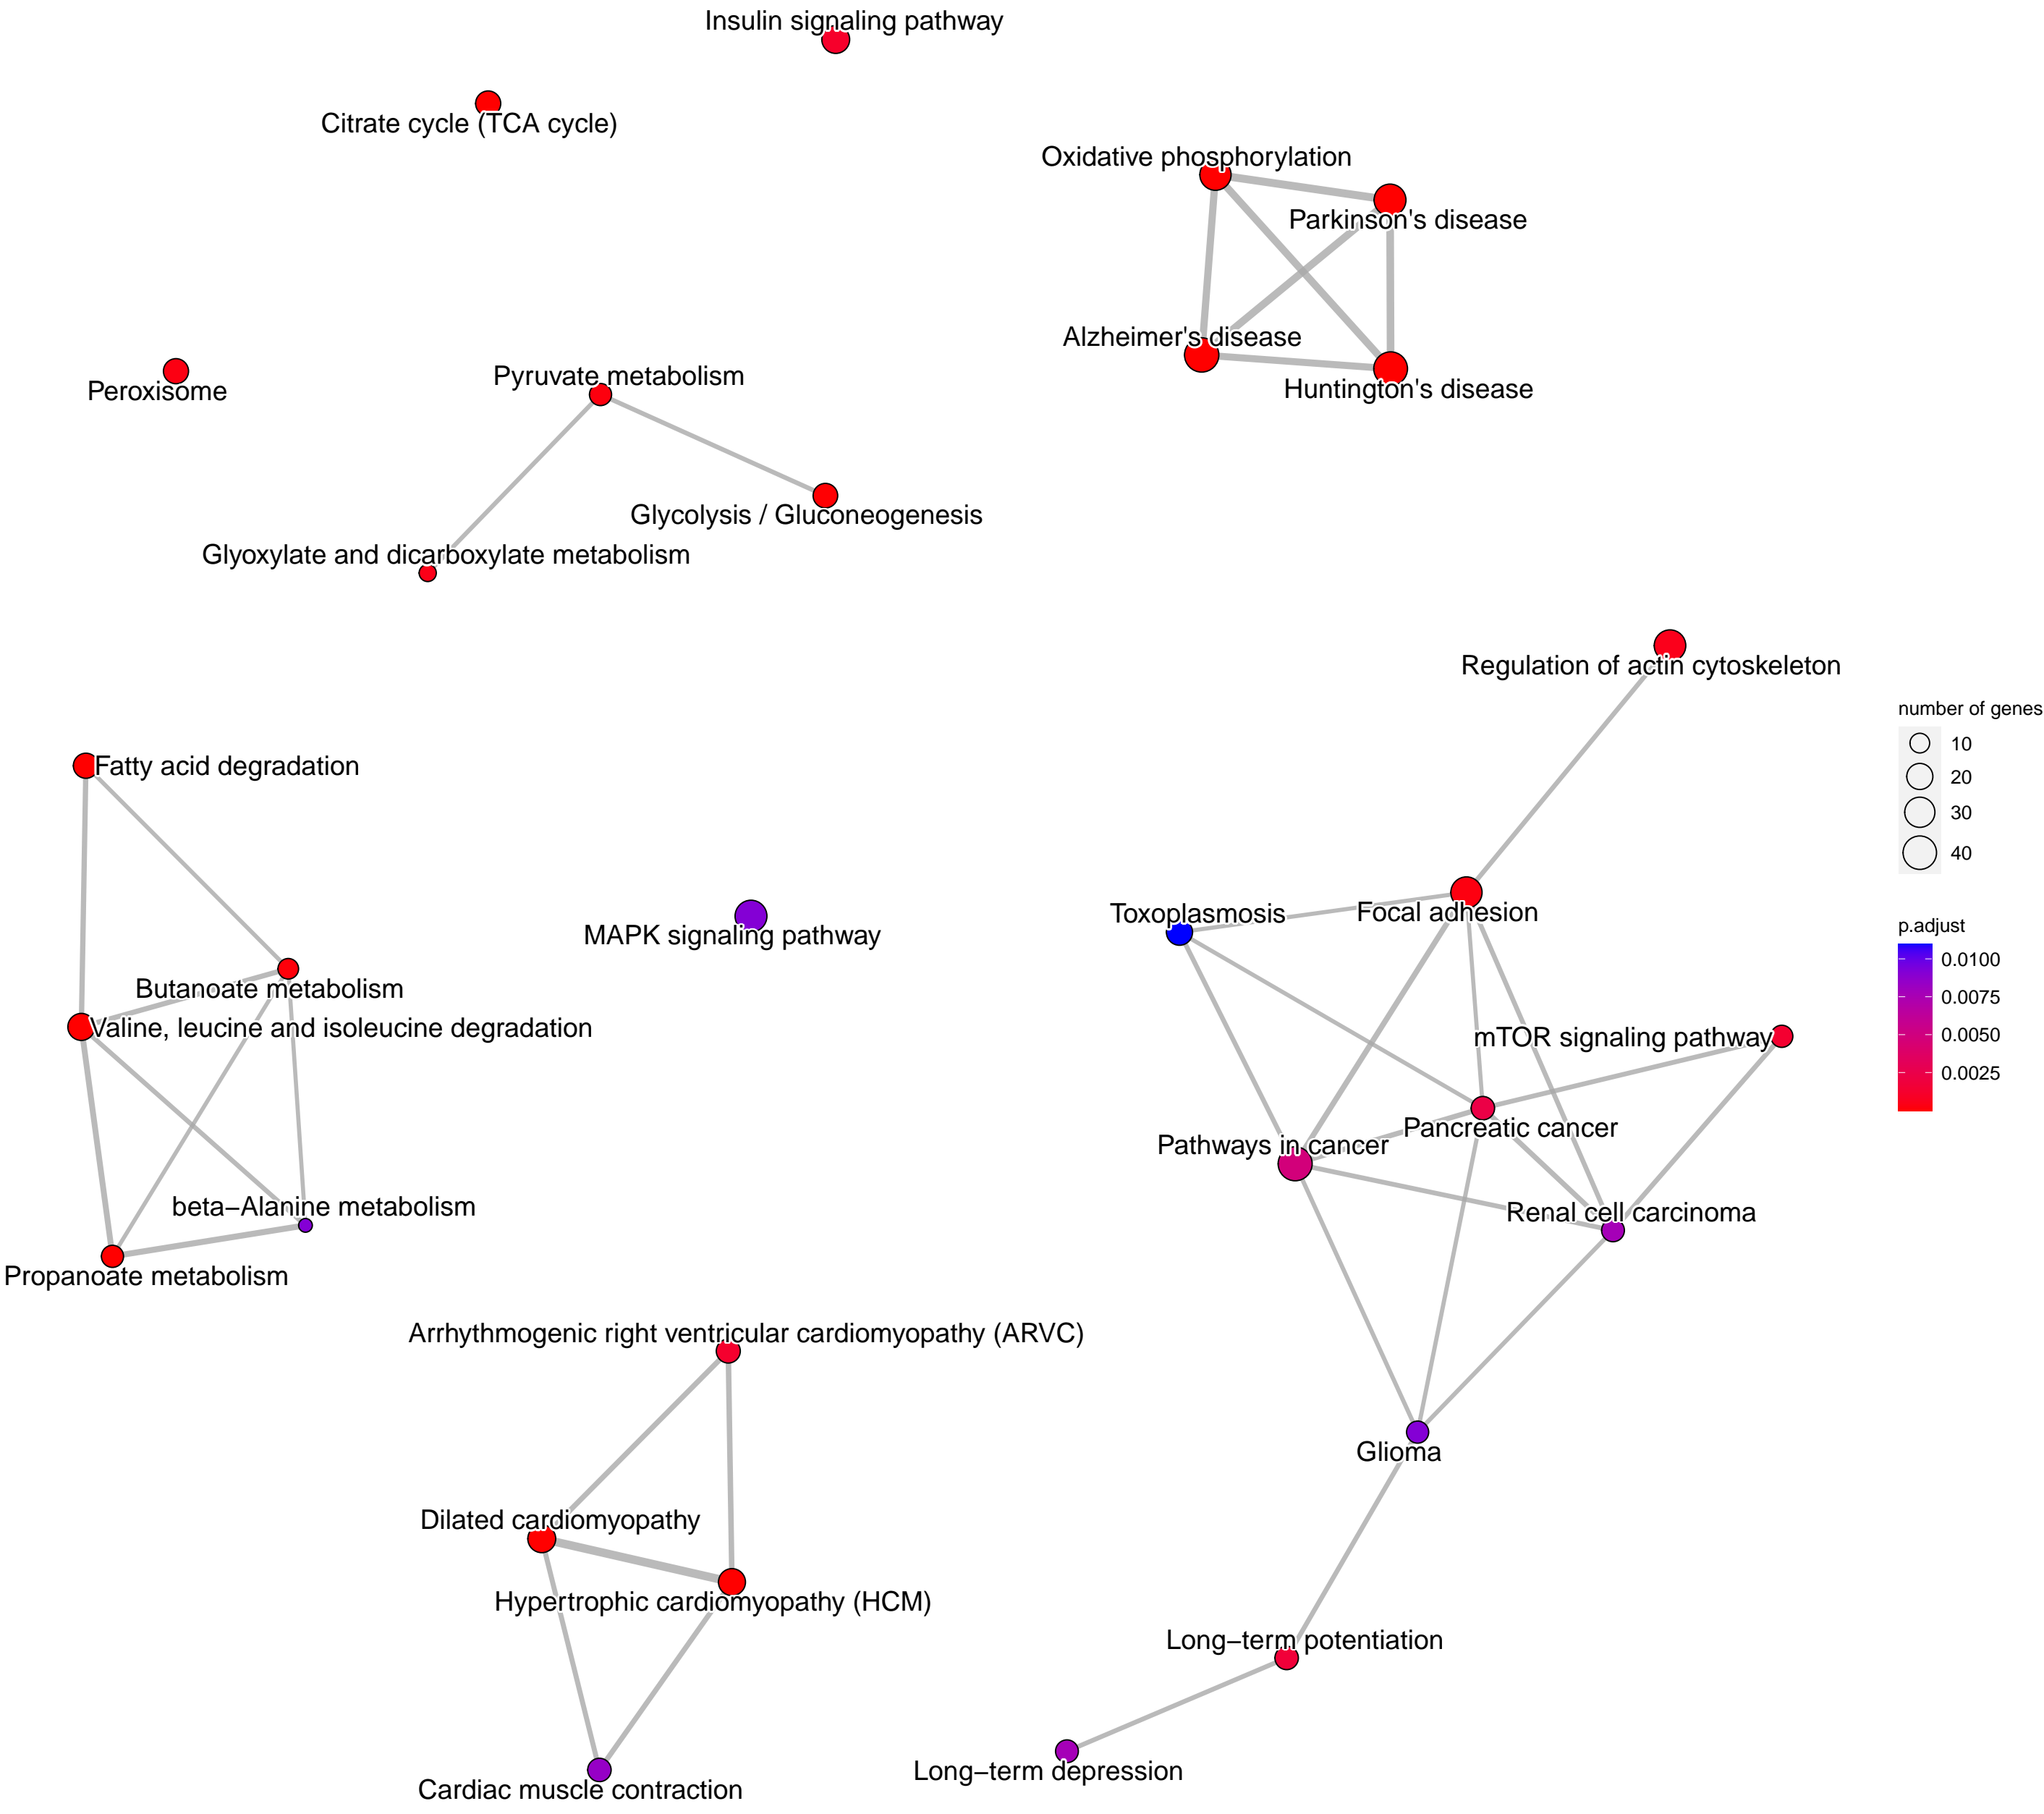 Insulin signaling pathway
Citrate cycle (TCA cycle)
Oxidative phosphorylation
Parkinson's disease
Alzheimer's disease
Huntington's disease
Peroxisome
Pyruvate metabolism
Glycolysis / Gluconeogenesis
Glyoxylate and dicarboxylate metabolism
Regulation of actin cytoskeleton
number of genes
10
20
30
40
p.adjust
0.0100
0.0075
0.0050
0.0025
Fatty acid degradation
Toxoplasmosis
Focal adhesion
MAPK signaling pathway
Butanoate metabolism
Valine, leucine and isoleucine degradation
mTOR signaling pathway
Pancreatic cancer
Pathways in cancer
beta−Alanine metabolism
Renal cell carcinoma
Propanoate metabolism
Arrhythmogenic right ventricular cardiomyopathy (ARVC)
Glioma
Dilated cardiomyopathy
Hypertrophic cardiomyopathy (HCM)
Long−term potentiation
Long−term depression
Cardiac muscle contraction